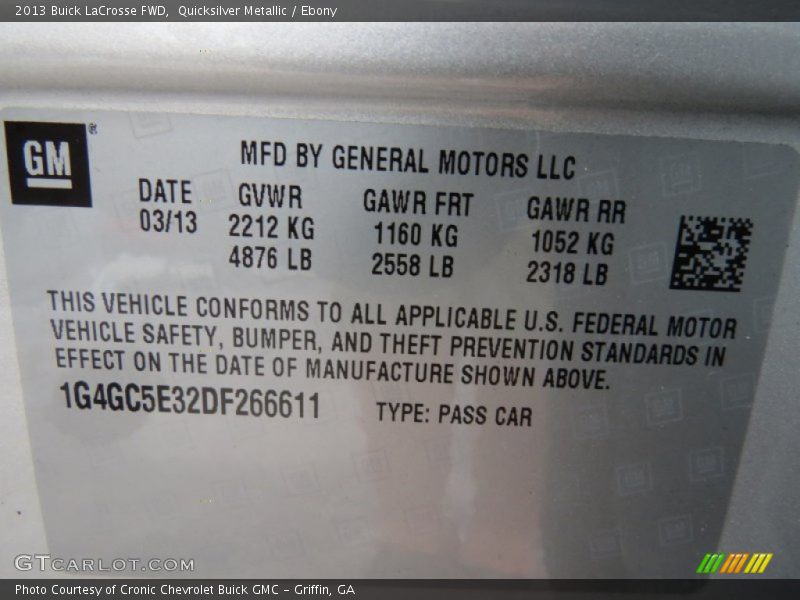 2013 Buick LaCrosse FWD,  Quicksilver Metallic / Ebony
GM®
MFD BY GENERAL MOTORS LLC
DATE GVWR GAWR FRT GAWR RR
03/13 2212 KG 1160 KG 1052 KG
4876 LB 2558 LB 2318 LB
THIS VEHICLE CONFORMS TO ALL APPLICABLE U.S. FEDERAL MOTOR
VEHICLE SAFETY, BUMPER, AND THEFT PREVENTION STANDARDS IN
EFFECT ON THE DATE OF MANUFACTURE SHOWN ABOVE.
1G4GC5E32DF266611 TYPE: PASS CAR
GTCARLOT.COM
Photo Courtesy of Cronic Chevrolet Buick GMC – Griffin, GA